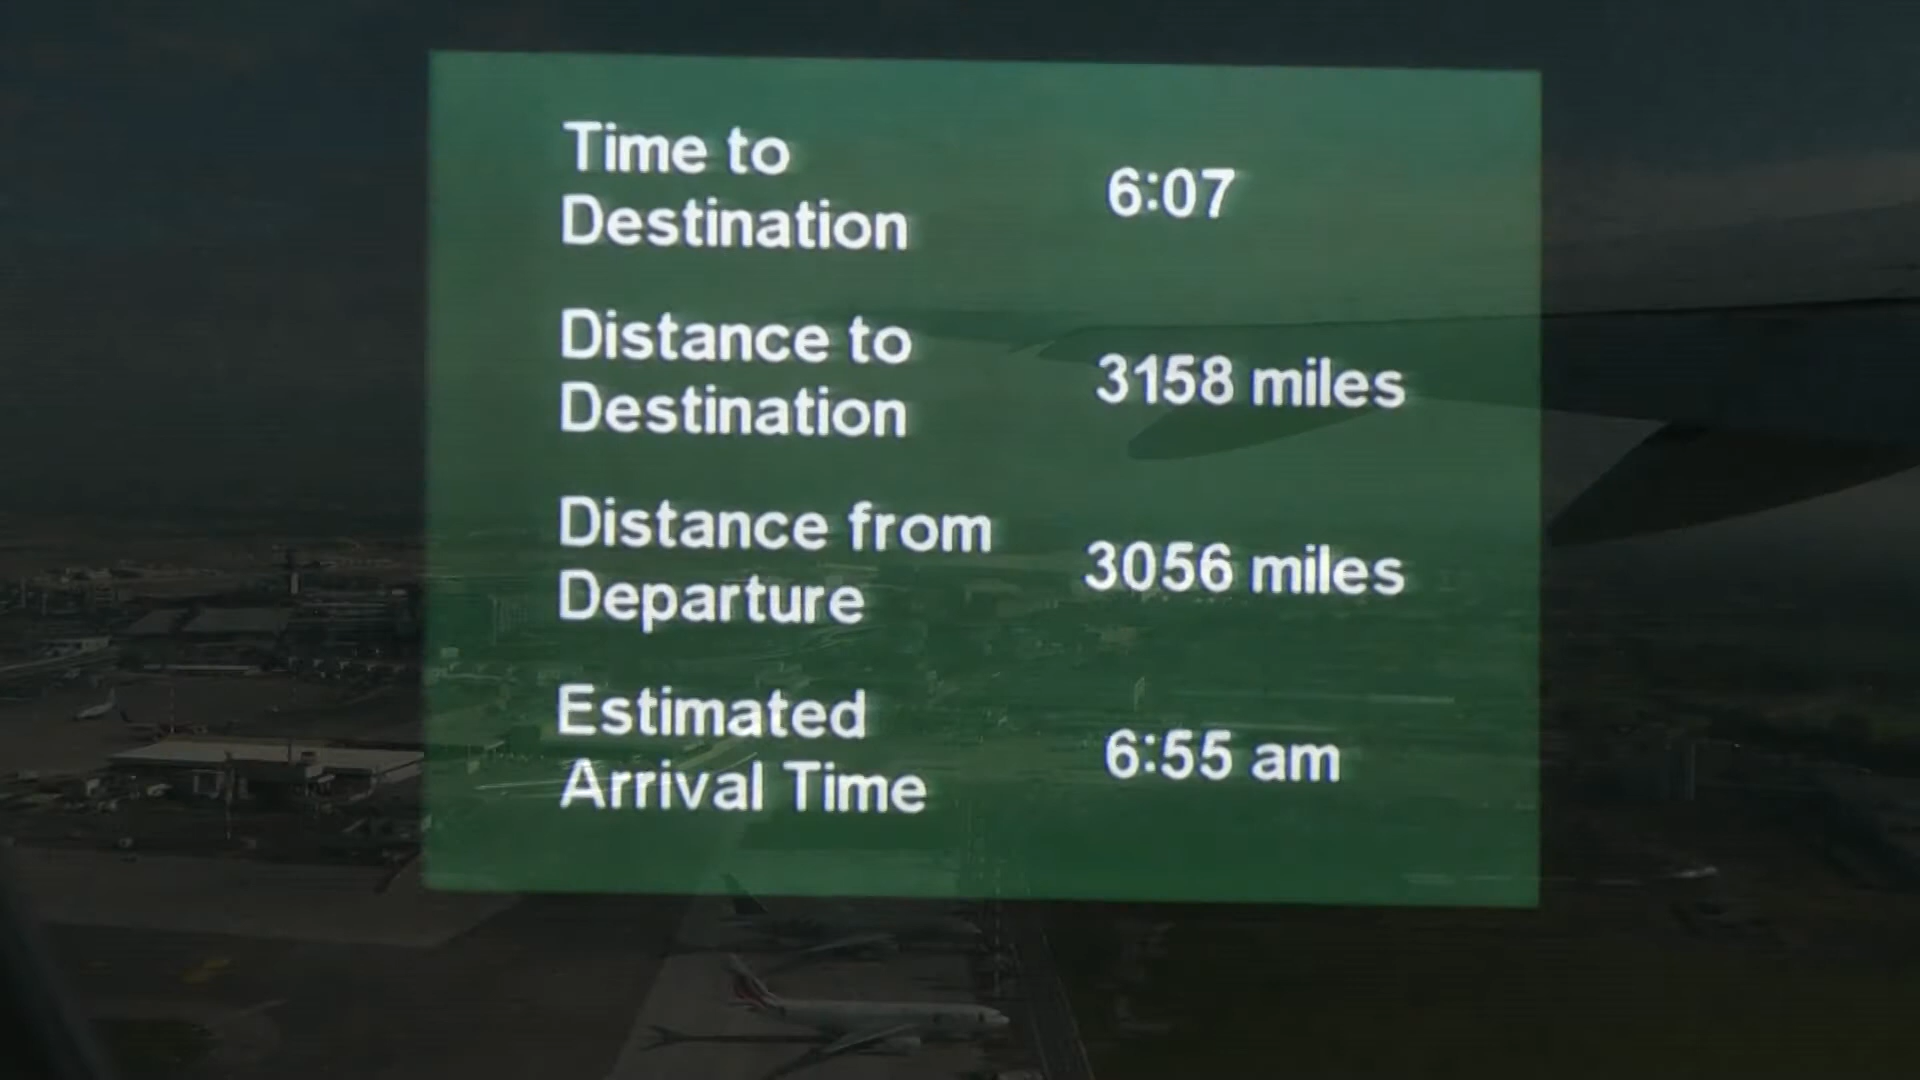 Time to
Destination
6:07
Distance to
Destination
3158 miles
Distance from
Departure
3056 miles
Estimated
Arrival Time
6:55 am